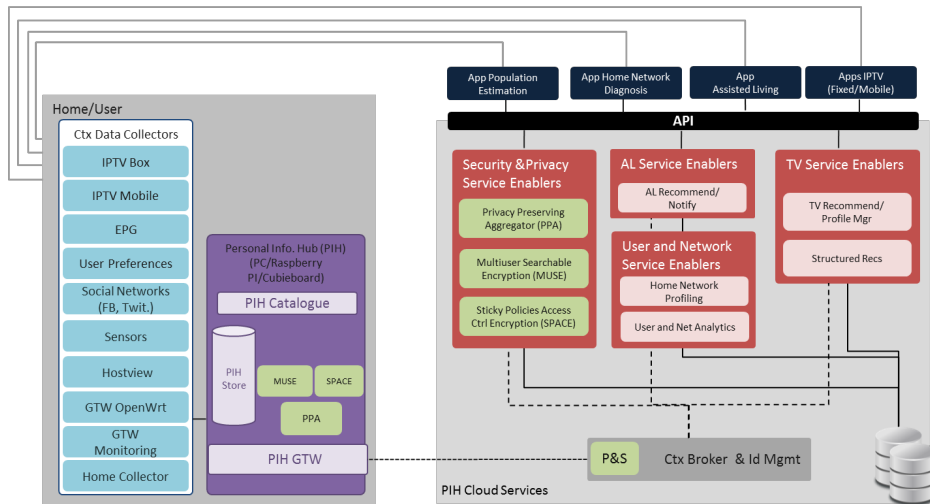 App Population
Estimation
App Home Network
Diagnosis
App
Assisted Living
Apps IPTV
(Fixed/Mobile)
API
Home/User
Ctx Data Collectors
IPTV Box
IPTV Mobile
EPG
User Preferences
Social Networks
(FB, Twit.)
Sensors
Hostview
GTW OpenWrt
GTW
Monitoring
Home Collector
Personal Info. Hub (PIH)
(PC/Raspberry
PI/Cubieboard)
PIH Catalogue
PIH
Store
MUSE
SPACE
PPA
PIH GTW
Security &Privacy
Service Enablers
Privacy Preserving
Aggregator (PPA)
Multiuser Searchable
Encryption (MUSE)
Sticky Policies Access
Ctrl Encryption (SPACE)
AL Service Enablers
AL Recommend/
Notify
User and Network
Service Enablers
Home Network
Profiling
User and Net Analytics
TV Service Enablers
TV Recommend/
Profile Mgr
Structured Recs
P&S
Ctx Broker & Id Mgmt
PIH Cloud Services